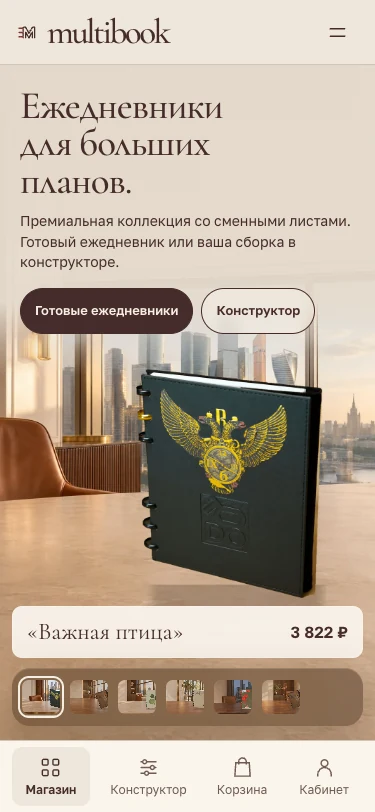 multibook
Ежедневники
для больших
планов.
Премиальная коллекция со сменными листами.
Готовый ежедневник или ваша сборка в
конструкторе.
Готовые ежедневники
Конструктор
«Важная птица»
3 822 ₽
Магазин
Конструктор
Корзина
Кабинет